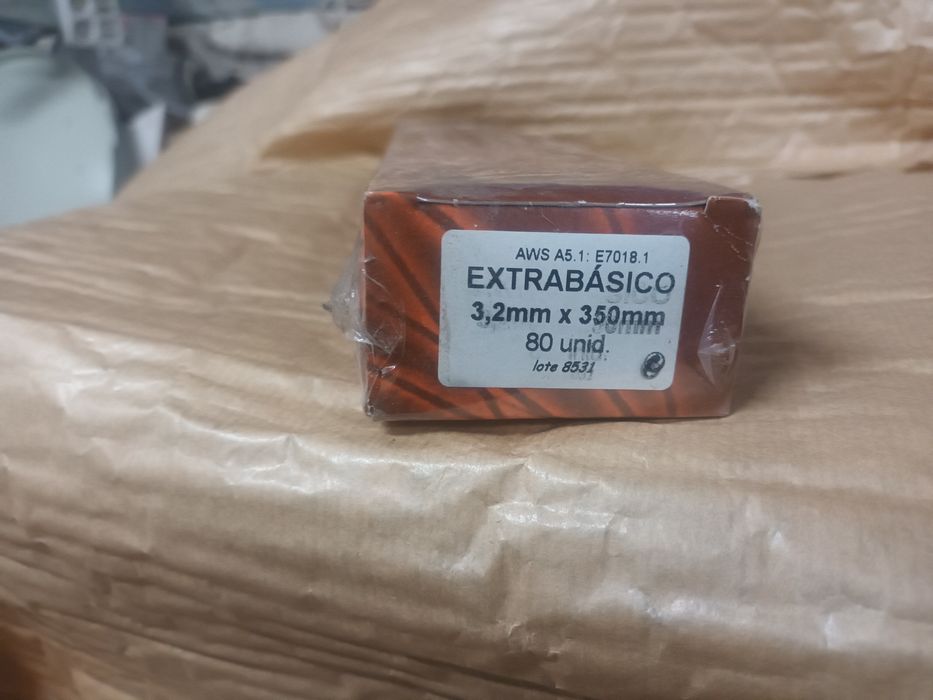 AWS A5.1: E7018.1
EXTRABÁSICO
3,2mm x 350mm
80 unid.
lote 8531